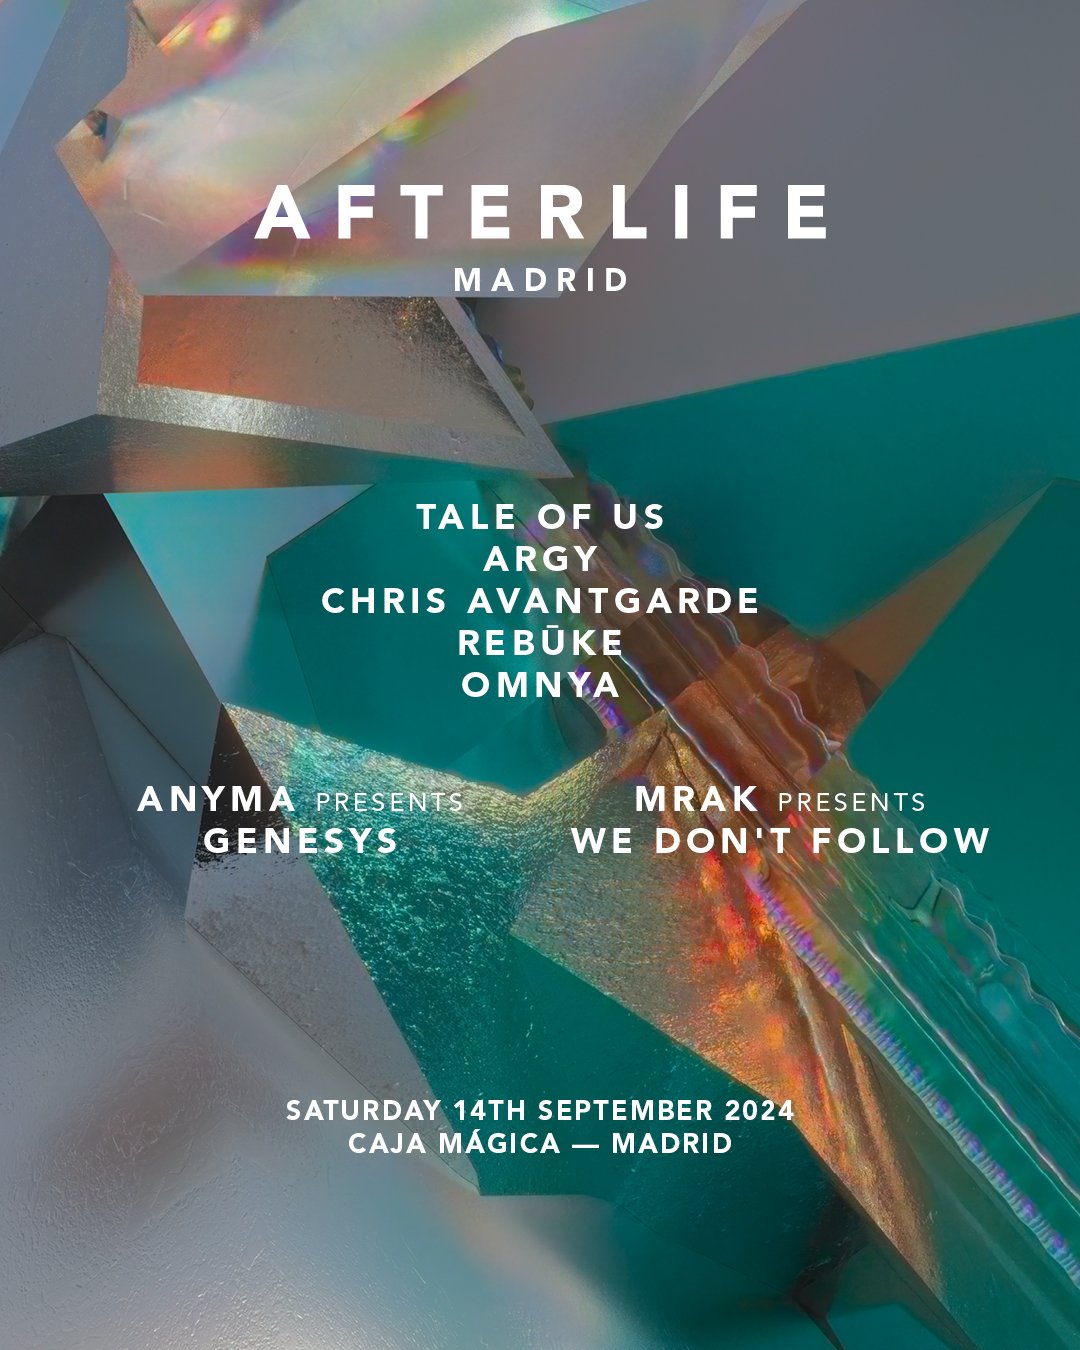 AFTERLIFE
MADRID
TALE OF US
ARGY
CHRIS AVANTGARDE
REBŪKE
OMNYA
ANYMA PRESENTS
GENESYS
MRAK PRESENTS
WE DON'T FOLLOW
SATURDAY 14TH SEPTEMBER 2024
CAJA MÁGICA — MADRID